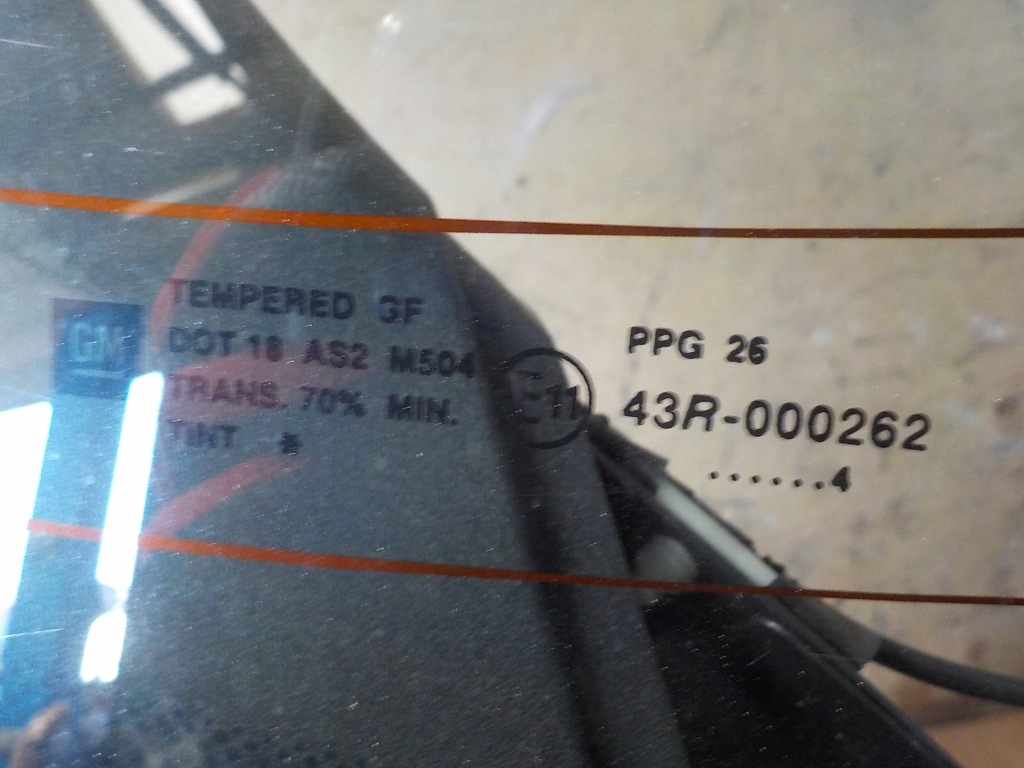 GM
TEMPERED GF
DOT 18 AS2 M504
TRANS. 70% MIN.
TINT *
E11
PPG 26
43R-000262
......4